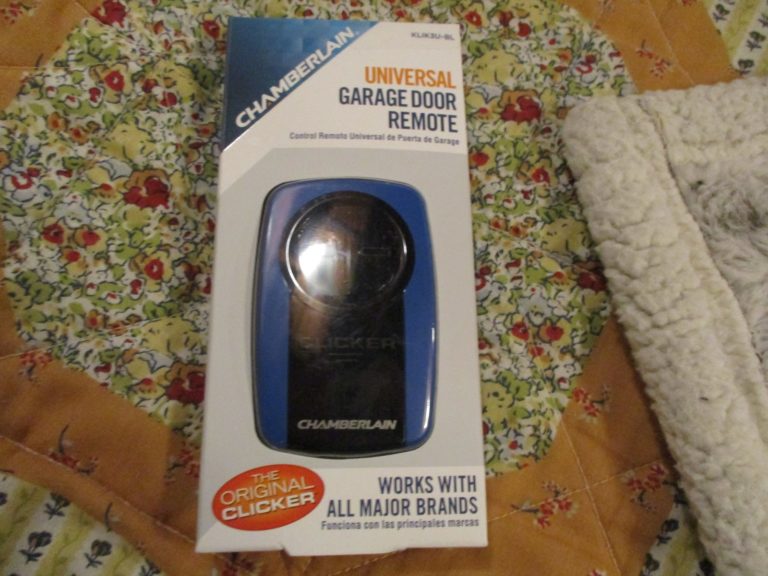 KLIK3U-BL
CHAMBERLAIN
UNIVERSAL
GARAGE DOOR
REMOTE
Control Remoto Universal de Puerta de Garage
CLICKER
CHAMBERLAIN
THE
ORIGINAL
CLICKER
WORKS WITH
ALL MAJOR BRANDS
Funciona con las principales marcas